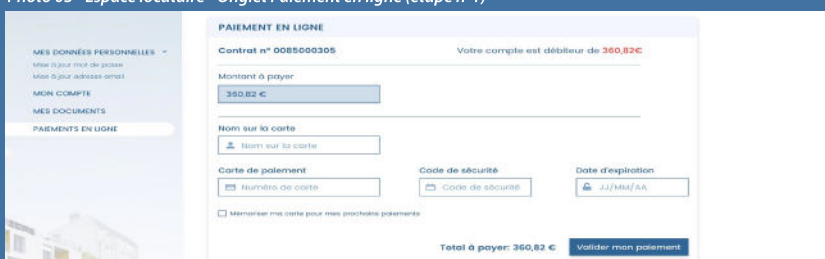 Photo 05 - Espace locataire - Onglet Paiement en ligne (étape n°1)
PAIEMENT EN LIGNE
MES DONNÉES PERSONNELLES
Mise à jour mot de passe
Mise à jour adresse email
MON COMPTE
MES DOCUMENTS
PAIEMENTS EN LIGNE
Contrat n° 0085000305
Votre compte est débiteur de 360,82€
Montant à payer
360,82 €
Nom sur la carte
Nom sur la carte
Carte de paiement
Code de sécurité
Date d'expiration
Numéro de carte
Code de sécurité
JJ/MM/AA
Mémoriser ma carte pour mes prochains paiements
Total à payer: 360,82 €
Valider mon paiement